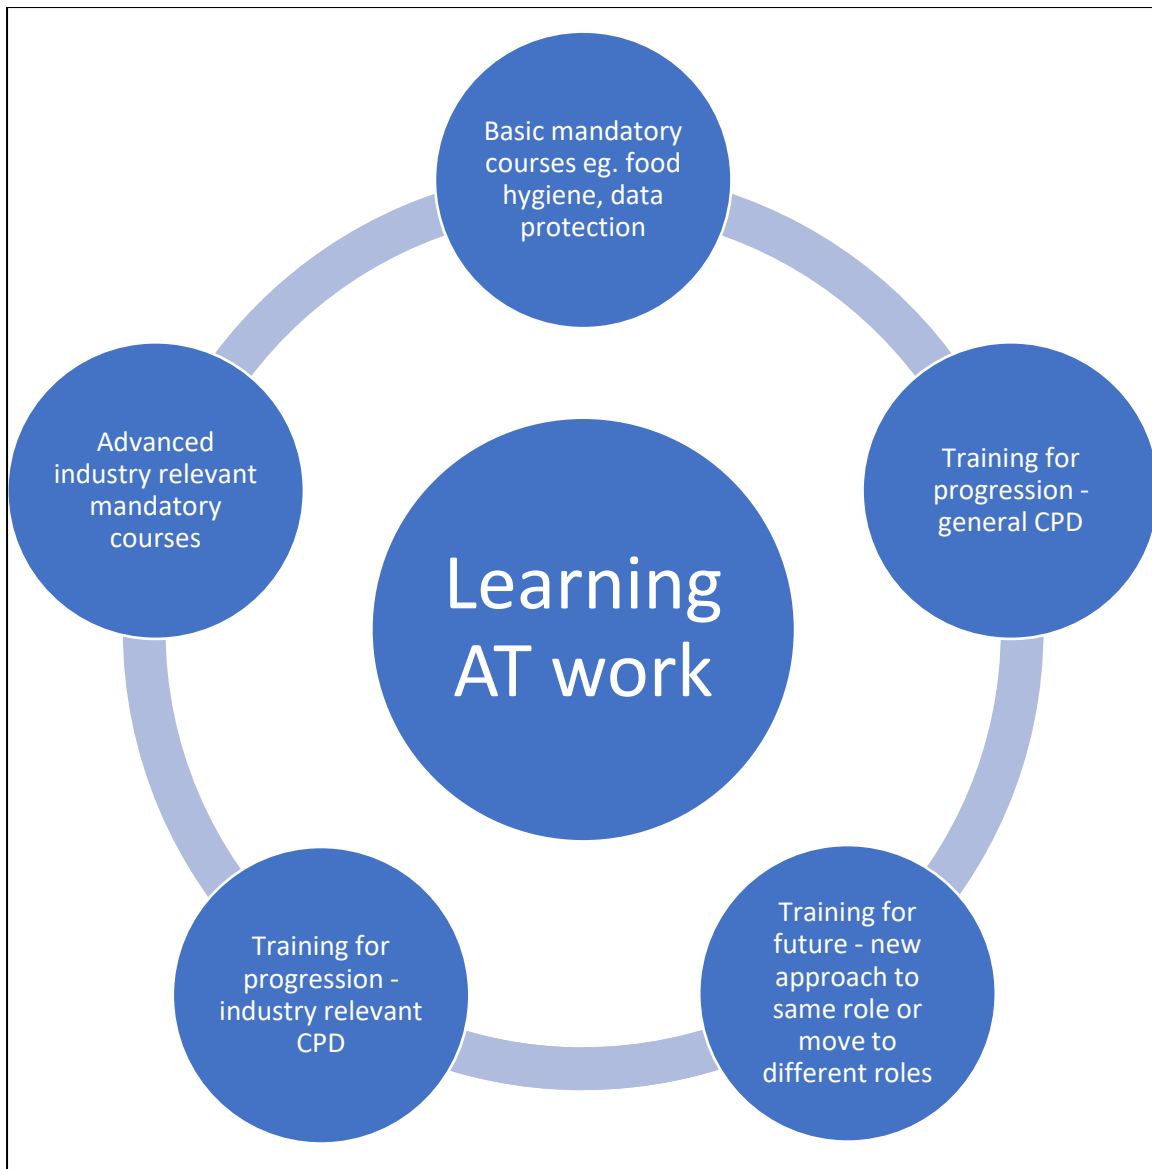 Basic mandatory
courses eg. food
hygiene, data
protection
Training for
progression -
general CPD
Training for
future - new
approach to
same role or
move to
different roles
Training for
progression -
industry relevant
CPD
Advanced
industry relevant
mandatory
courses
Learning
AT work